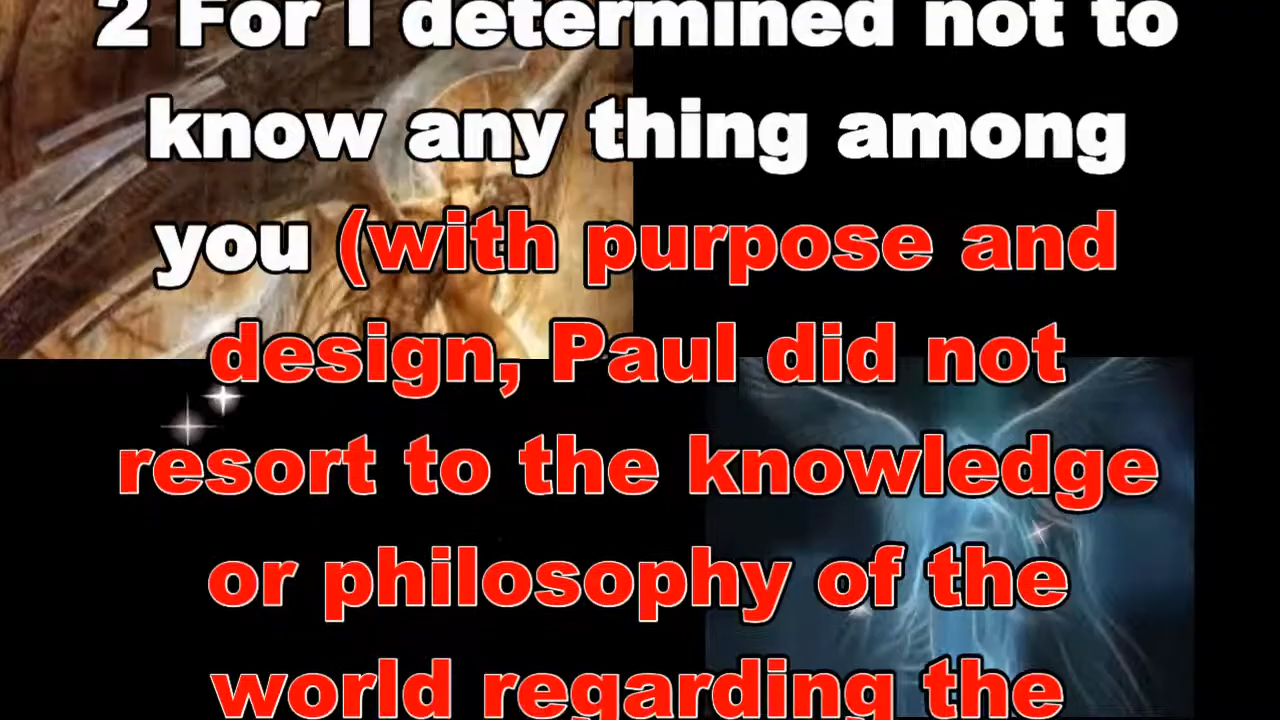 2 For I determined not to
know any thing among
you (with purpose and
design, Paul did not
resort to the knowledge
or philosophy of the
world regarding the